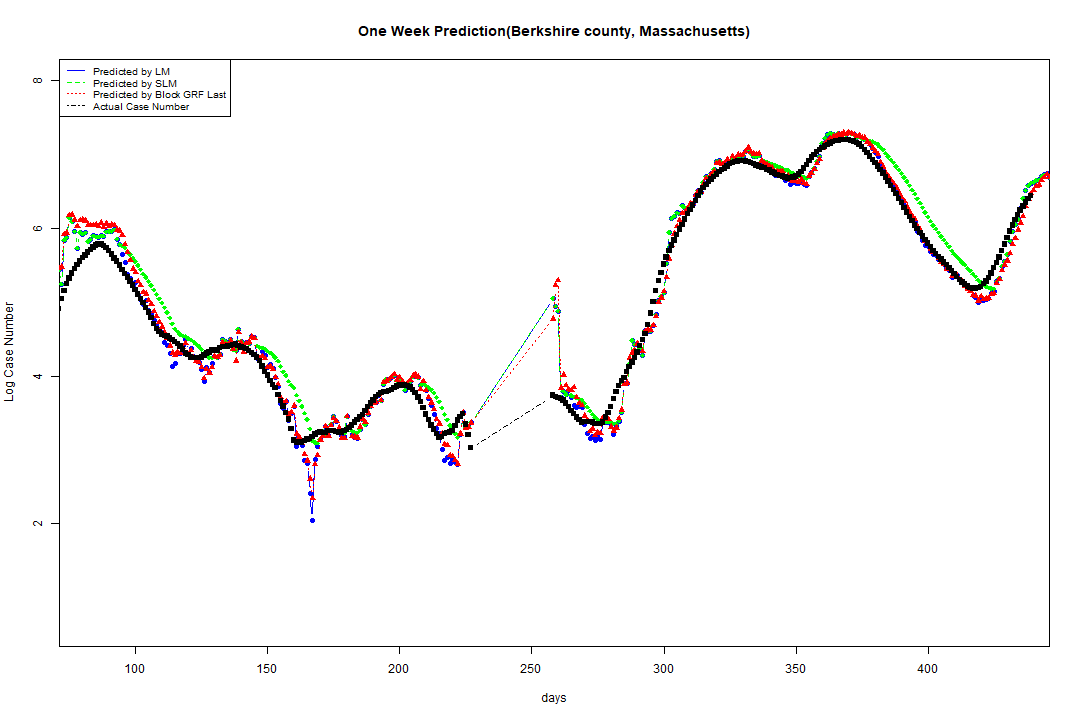 One Week Prediction(Berkshire county, Massachusetts)
Predicted by LM
Predicted by SLM
Predicted by Block GRF Last
Actual Case Number
8
6
4
2
Log Case Number
100 150 200 250 300 350 400
days